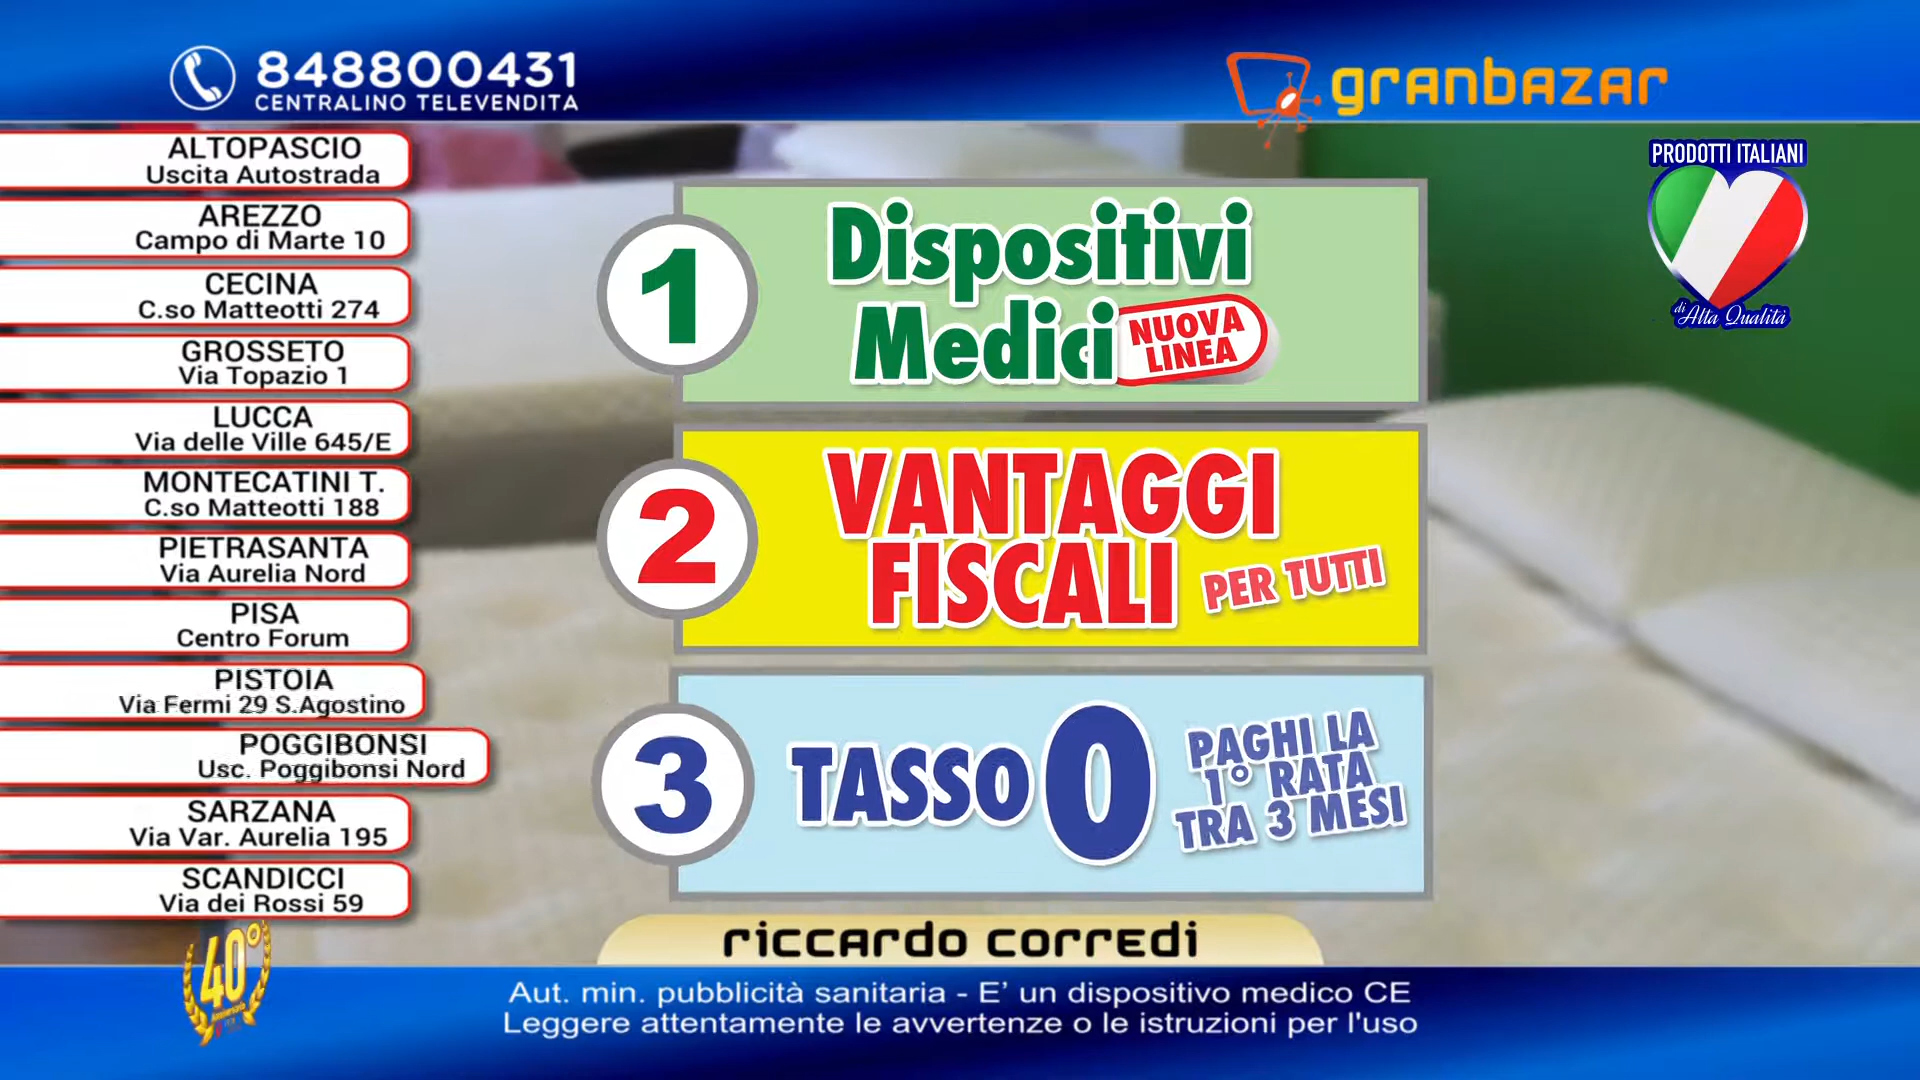 848800431
CENTRALINO TELEVENDITA
granbazar
ALTOPASCIO
Uscita Autostrada
AREZZO
Campo di Marte 10
CECINA
C.so Matteotti 274
GROSSETO
Via Topazio 1
LUCCA
Via delle Ville 645/E
MONTECATINI T.
C.so Matteotti 188
PIETRASANTA
Via Aurelia Nord
PISA
Centro Forum
PISTOIA
Via Fermi 29 S.Agostino
POGGIBONSI
Usc. Poggibonsi Nord
SARZANA
Via Var. Aurelia 195
SCANDICCI
Via dei Rossi 59
40°
Anniversario
1
Dispositivi
Medici
NUOVA
LINEA
2
VANTAGGI
FISCALI
PER TUTTI
3
TASSO 0
PAGHI LA
1° RATA
TRA 3 MESI
PRODOTTI ITALIANI
di Alta Qualità
riccardo corredi
Aut. min. pubblicità sanitaria - E' un dispositivo medico CE
Leggere attentamente le avvertenze o le istruzioni per l'uso